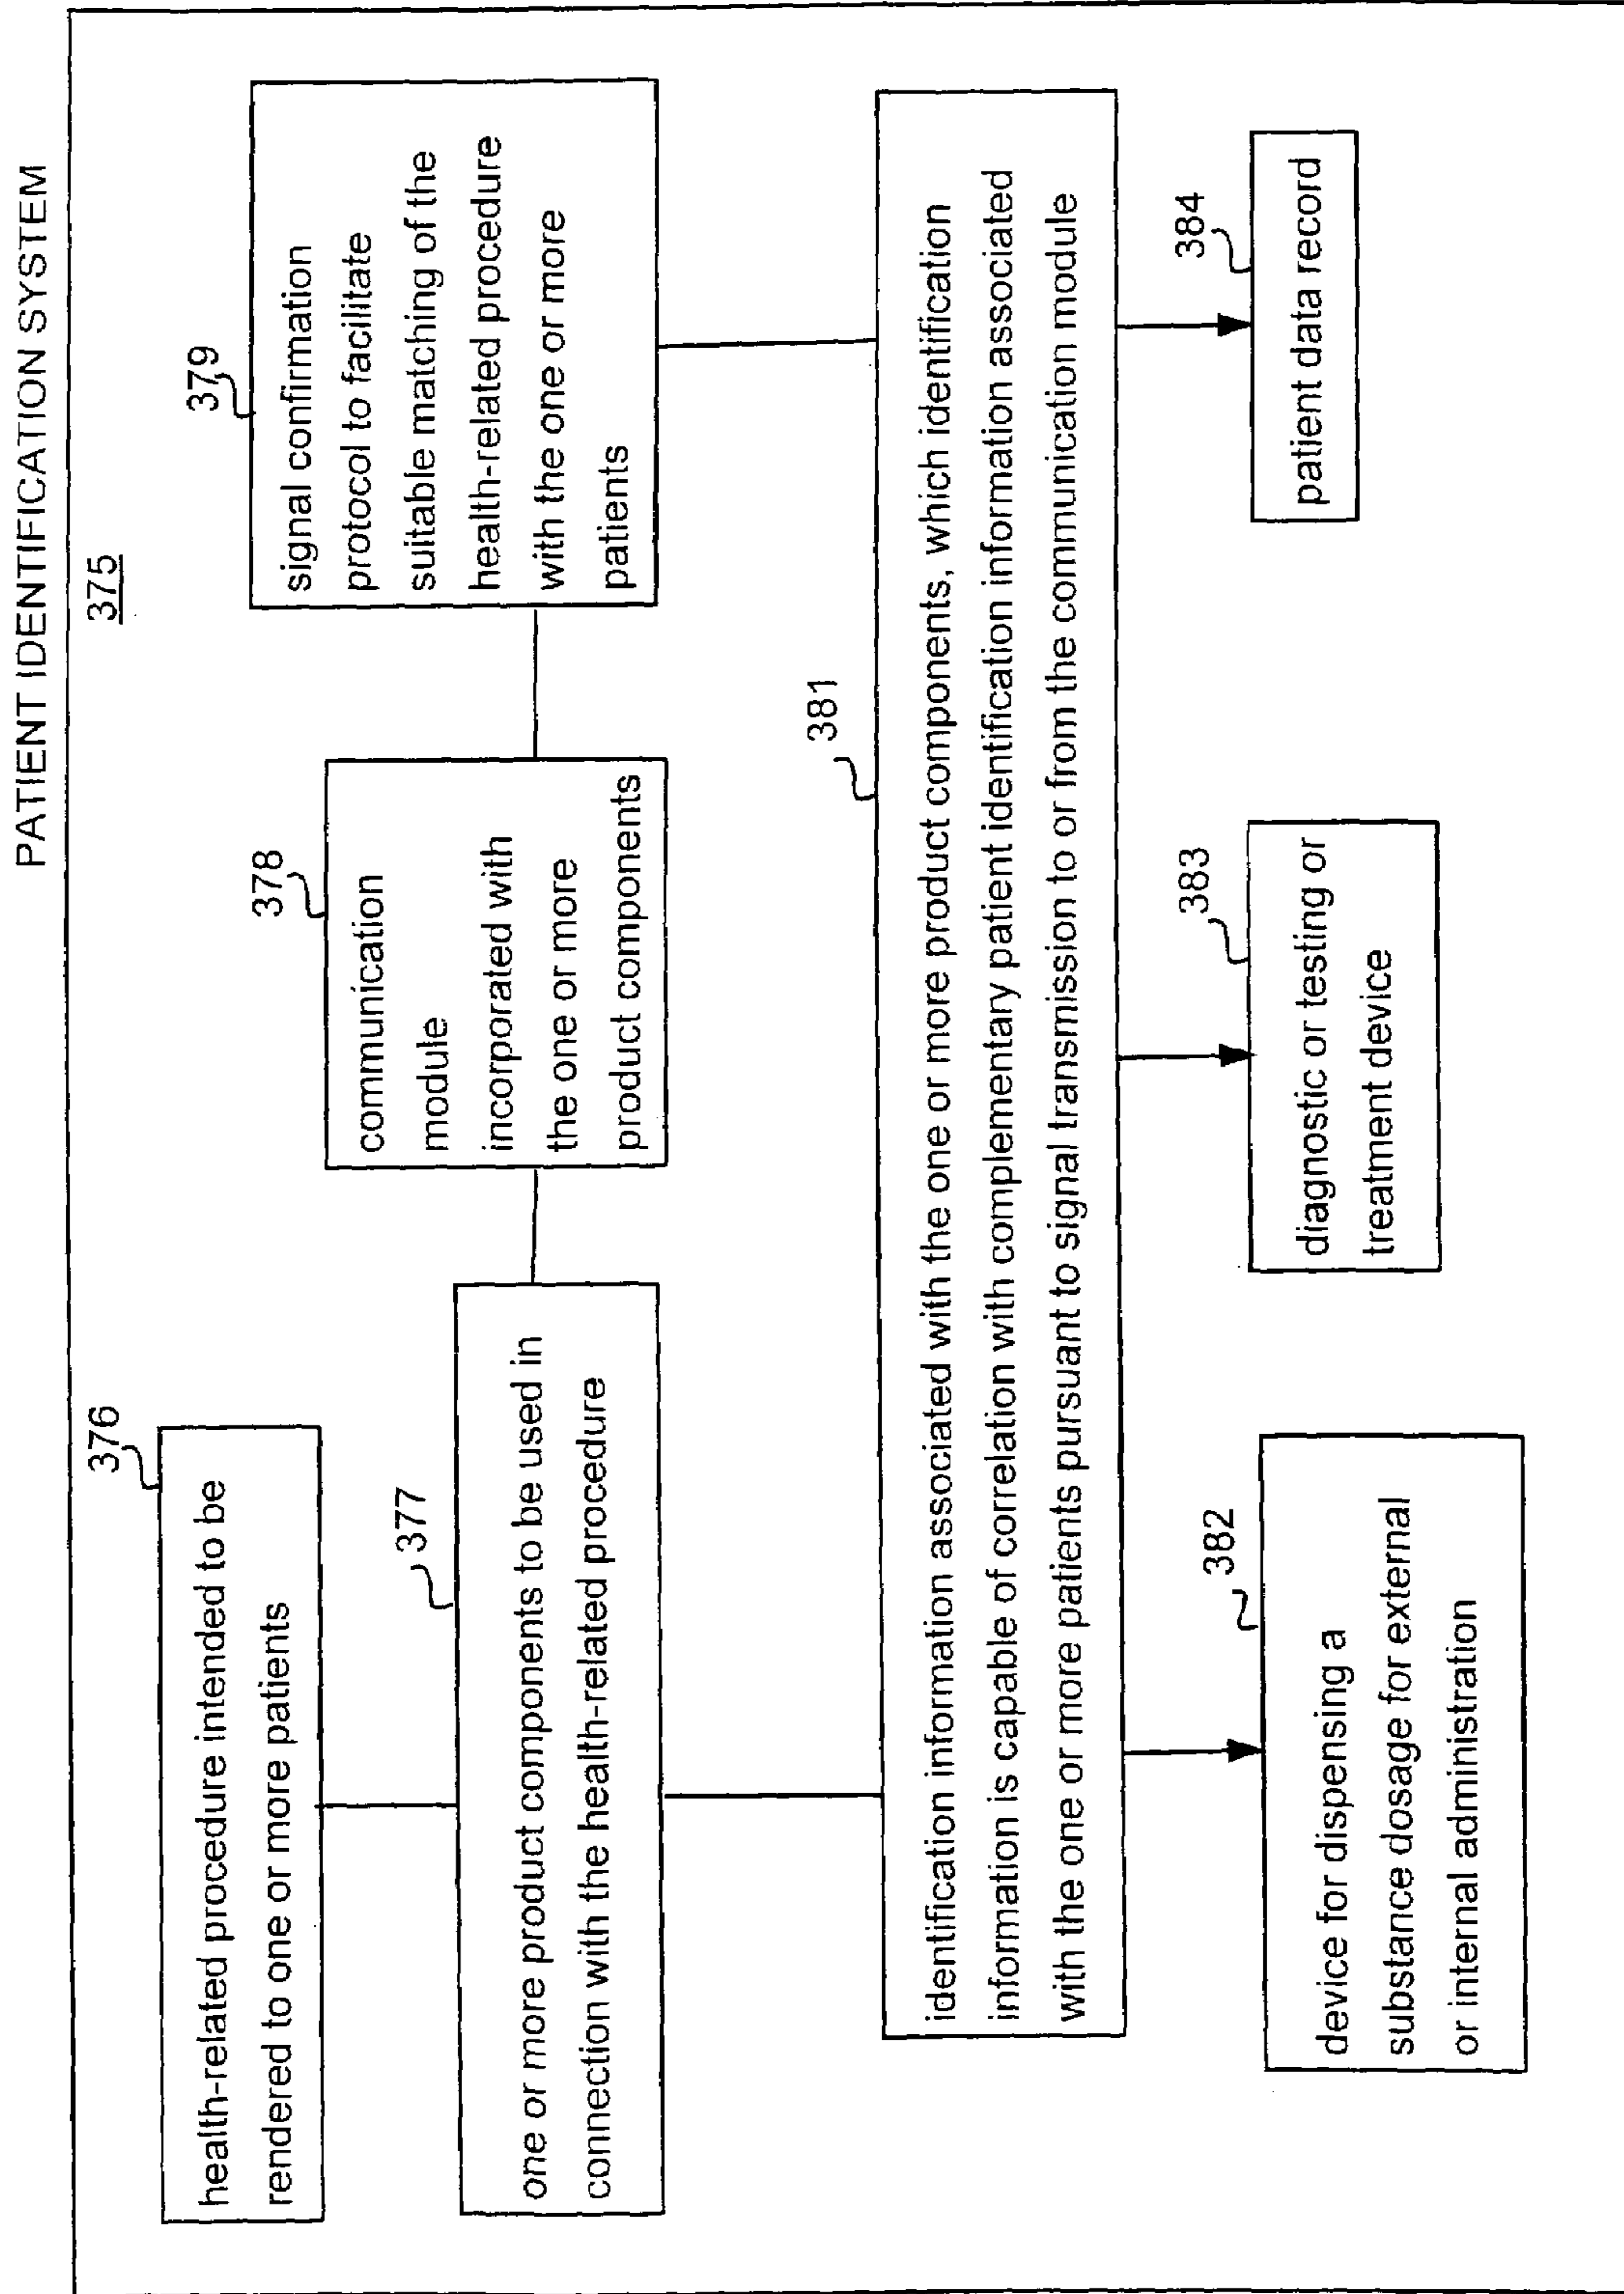 PATIENT IDENTIFICATION SYSTEM
375
376
health-related procedure intended to be
rendered to one or more patients
377
one or more product components to be used in
connection with the health-related procedure
378
communication
module
incorporated with
the one or more
product components
379
signal confirmation
protocol to facilitate
suitable matching of the
health-related procedure
with the one or more
patients
381
identification information associated with the one or more product components, which identification
information is capable of correlation with complementary patient identification information associated
with the one or more patients pursuant to signal transmission to or from the communication module
382
device for dispensing a
substance dosage for external
or internal administration
383
diagnostic or testing or
treatment device
384
patient data record